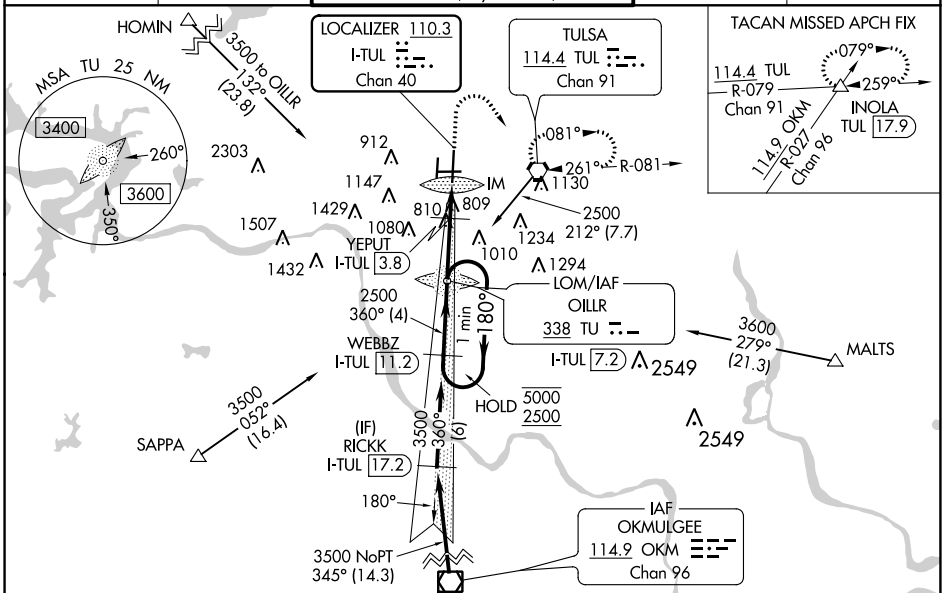 HOMIN
3500 to OILLR
132°
(23.8)
LOCALIZER 110.3
I-TUL
Chan 40
TULSA
114.4 TUL
Chan 91
TACAN MISSED APCH FIX
079°
114.4 TUL
R-079
Chan 91
259°
INOLA
TUL 17.9
114.9 OKM
R-027
Chan 96
MSA TU 25 NM
3400
260°
3600
350°
2303
912
1147
1429
1507
1080
1432
810
809
IM
081°
261°
R-081
1130
2500
212° (7.7)
1234
1010
1294
YEPUT
I-TUL 3.8
LOM/IAF
OILLR
338 TU
I-TUL 7.2
2500
360° (4)
1 min
180°
WEBBZ
I-TUL 11.2
HOLD
5000
2500
3600
279°
(21.3)
MALTS
2549
2549
3500
052°
(16.4)
SAPPA
(IF)
RICKK
I-TUL 17.2
3500
360°
(6)
180°
3500 NoPT
345° (14.3)
IAF
OKMULGEE
114.9 OKM
Chan 96